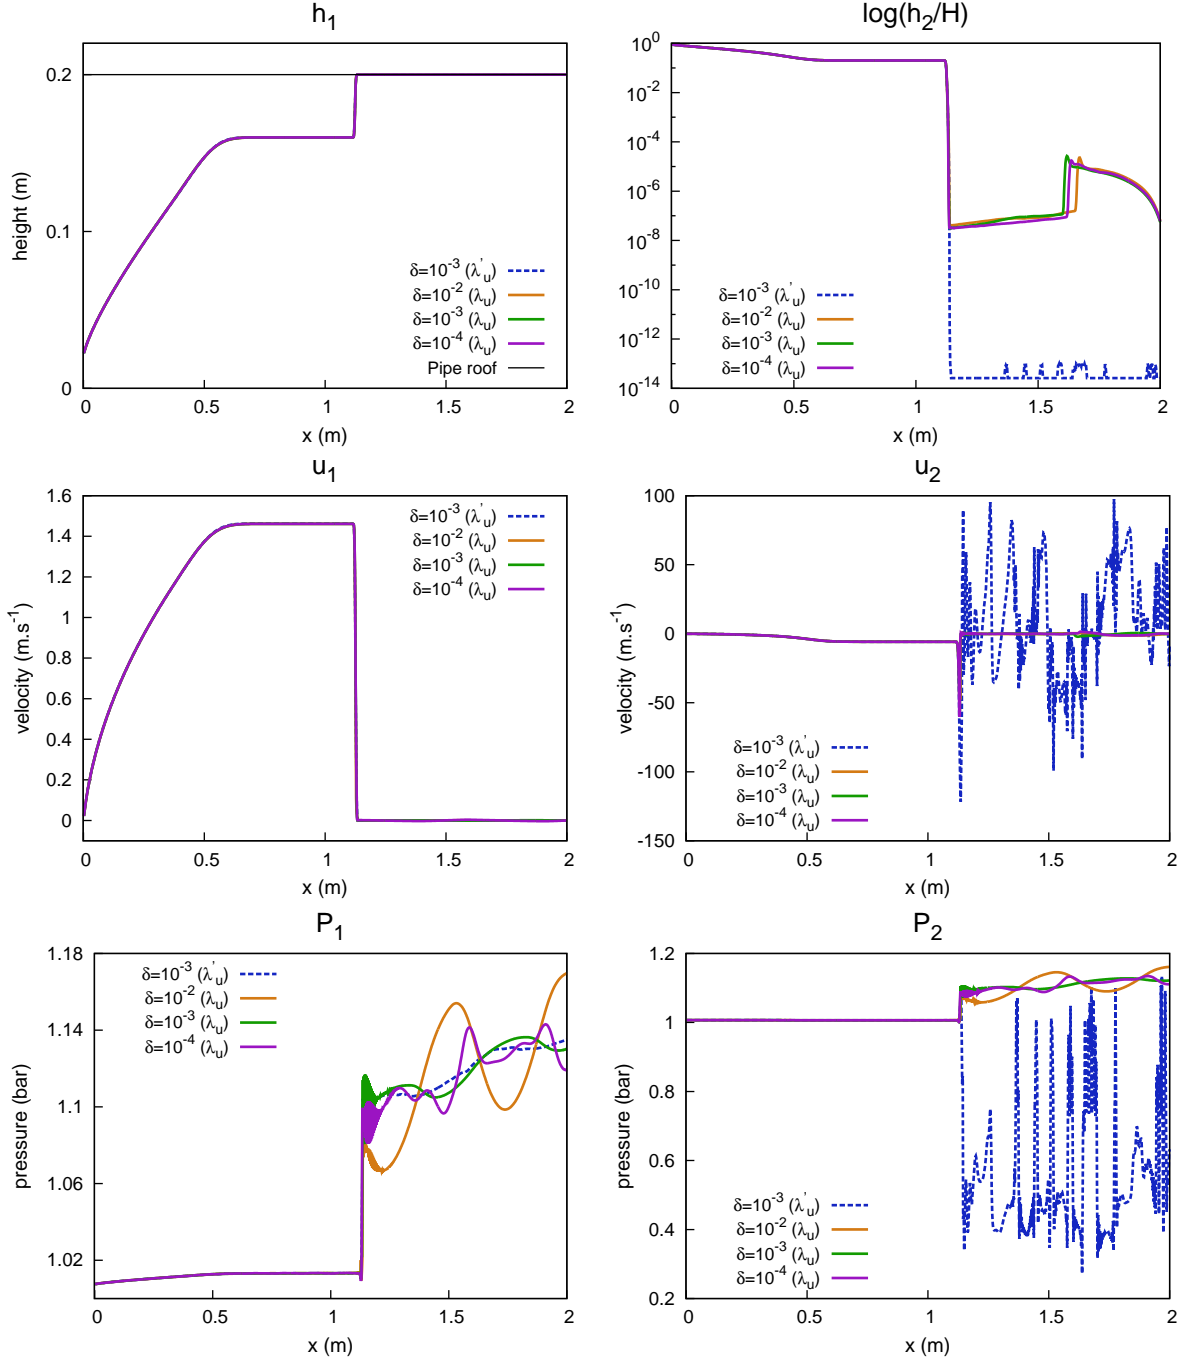 h1
0.2
0.1
0
height (m)
0 0.5 1 1.5 2
x (m)
δ=10-3 (λ'u)
δ=10-2 (λu)
δ=10-3 (λu)
δ=10-4 (λu)
Pipe roof
log(h2/H)
100
10-2
10-4
10-6
10-8
10-10
10-12
10-14
0 0.5 1 1.5 2
x (m)
δ=10-3 (λ'u)
δ=10-2 (λu)
δ=10-3 (λu)
δ=10-4 (λu)
u1
1.6
1.4
1.2
1
0.8
0.6
0.4
0.2
0
velocity (m.s-1)
0 0.5 1 1.5 2
x (m)
δ=10-3 (λ'u)
δ=10-2 (λu)
δ=10-3 (λu)
δ=10-4 (λu)
u2
100
50
0
-50
-100
-150
velocity (m.s-1)
0 0.5 1 1.5 2
x (m)
δ=10-3 (λ'u)
δ=10-2 (λu)
δ=10-3 (λu)
δ=10-4 (λu)
P1
1.18
1.14
1.1
1.06
1.02
pressure (bar)
0 0.5 1 1.5 2
x (m)
δ=10-3 (λ'u)
δ=10-2 (λu)
δ=10-3 (λu)
δ=10-4 (λu)
P2
1.2
1
0.8
0.6
0.4
0.2
pressure (bar)
0 0.5 1 1.5 2
x (m)
δ=10-3 (λ'u)
δ=10-2 (λu)
δ=10-3 (λu)
δ=10-4 (λu)